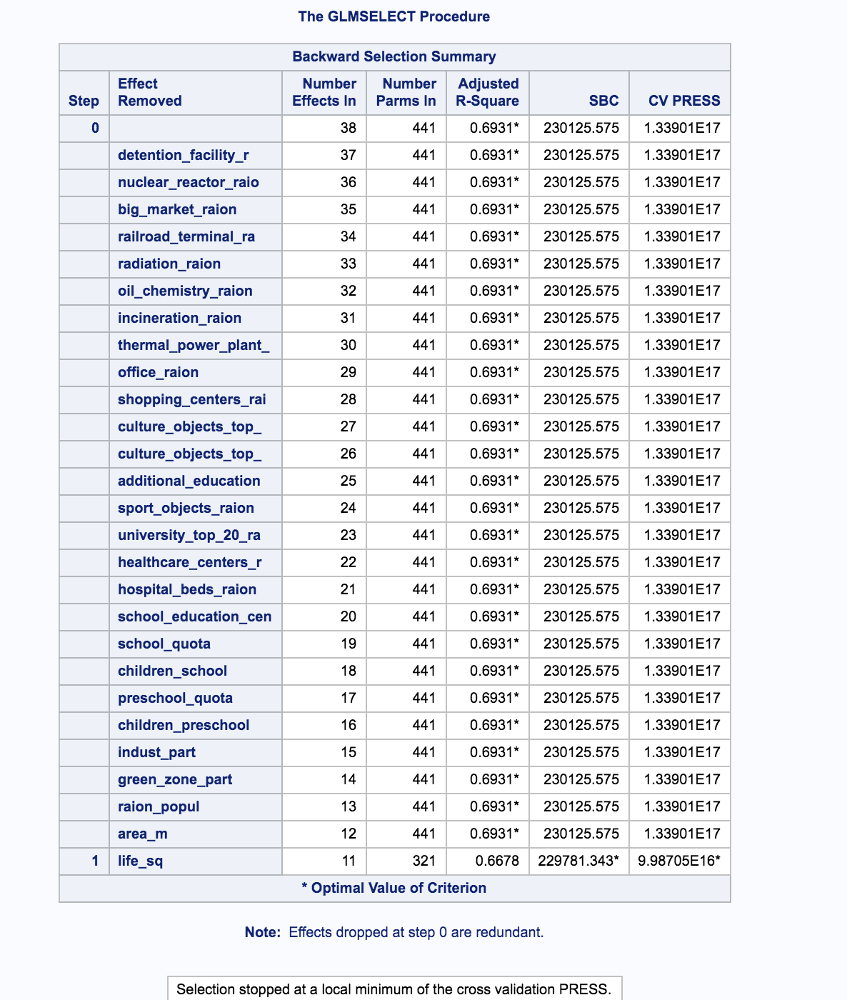 The GLMSELECT Procedure
Backward Selection Summary
Step Effect Removed Number Effects In Number Parms In Adjusted R-Square SBC CV PRESS
0 38 441 0.6931* 230125.575 1.33901E17
detention_facility_r 37 441 0.6931* 230125.575 1.33901E17
nuclear_reactor_raio 36 441 0.6931* 230125.575 1.33901E17
big_market_raion 35 441 0.6931* 230125.575 1.33901E17
railroad_terminal_ra 34 441 0.6931* 230125.575 1.33901E17
radiation_raion 33 441 0.6931* 230125.575 1.33901E17
oil_chemistry_raion 32 441 0.6931* 230125.575 1.33901E17
incineration_raion 31 441 0.6931* 230125.575 1.33901E17
thermal_power_plant_ 30 441 0.6931* 230125.575 1.33901E17
office_raion 29 441 0.6931* 230125.575 1.33901E17
shopping_centers_rai 28 441 0.6931* 230125.575 1.33901E17
culture_objects_top_ 27 441 0.6931* 230125.575 1.33901E17
culture_objects_top_ 26 441 0.6931* 230125.575 1.33901E17
additional_education 25 441 0.6931* 230125.575 1.33901E17
sport_objects_raion 24 441 0.6931* 230125.575 1.33901E17
university_top_20_ra 23 441 0.6931* 230125.575 1.33901E17
healthcare_centers_r 22 441 0.6931* 230125.575 1.33901E17
hospital_beds_raion 21 441 0.6931* 230125.575 1.33901E17
school_education_cen 20 441 0.6931* 230125.575 1.33901E17
school_quota 19 441 0.6931* 230125.575 1.33901E17
children_school 18 441 0.6931* 230125.575 1.33901E17
preschool_quota 17 441 0.6931* 230125.575 1.33901E17
children_preschool 16 441 0.6931* 230125.575 1.33901E17
indust_part 15 441 0.6931* 230125.575 1.33901E17
green_zone_part 14 441 0.6931* 230125.575 1.33901E17
raion_popul 13 441 0.6931* 230125.575 1.33901E17
area_m 12 441 0.6931* 230125.575 1.33901E17
1 life_sq 11 321 0.6678 229781.343* 9.98705E16*
* Optimal Value of Criterion
Note: Effects dropped at step 0 are redundant.
Selection stopped at a local minimum of the cross validation PRESS.